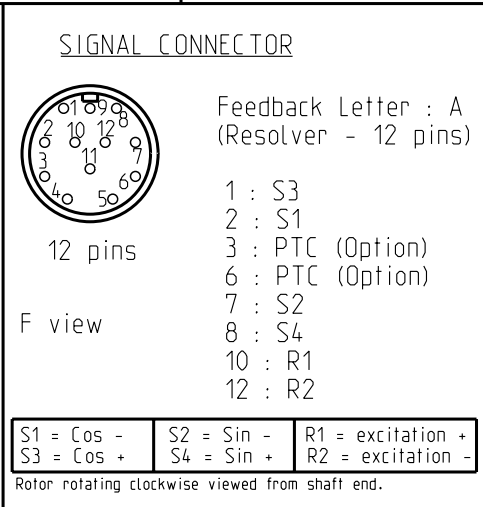 SIGNAL CONNECTOR
1 9 8
2 10 12
3 11 7
4 5 6
12 pins
F view
Feedback Letter : A
(Resolver - 12 pins)
1 : S3
2 : S1
3 : PTC (Option)
6 : PTC (Option)
7 : S2
8 : S4
10 : R1
12 : R2
S1 = Cos -
S3 = Cos +
S2 = Sin -
S4 = Sin +
R1 = excitation +
R2 = excitation -
Rotor rotating clockwise viewed from shaft end.